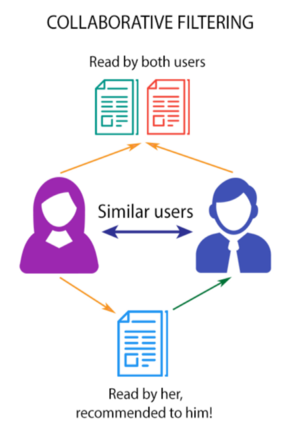 COLLABORATIVE FILTERING
Read by both users
Similar users
Read by her,
recommended to him!